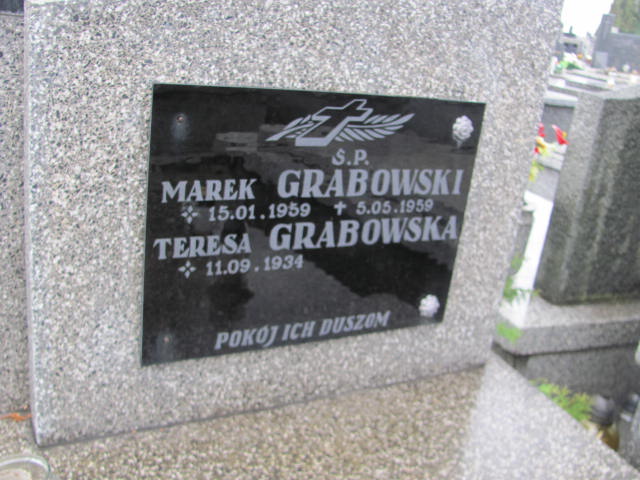 Ś.P.
MAREK GRABOWSKI
15.01.1959 † 5.05.1959
TERESA GRABOWSKA
11.09.1934
POKÓJ ICH DUSZOM